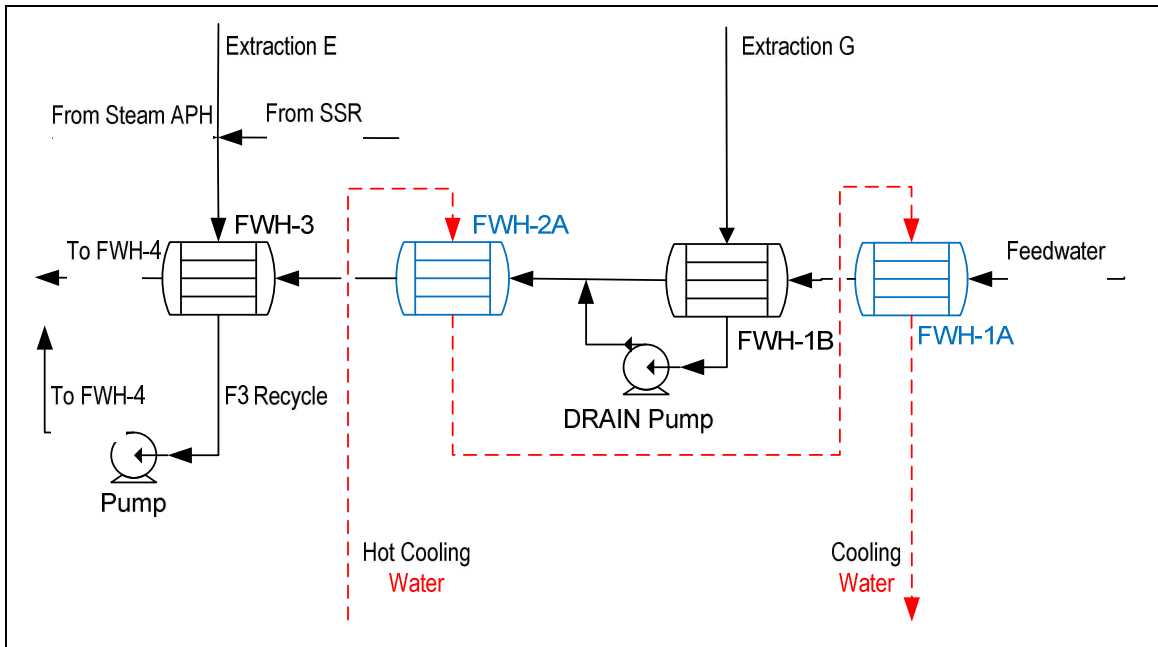 Extraction E
Extraction G
From Steam APH
From SSR
FWH-3
FWH-2A
To FWH-4
Feedwater
FWH-1B
FWH-1A
To FWH-4
F3 Recycle
DRAIN Pump
Pump
Hot Cooling
Water
Cooling
Water